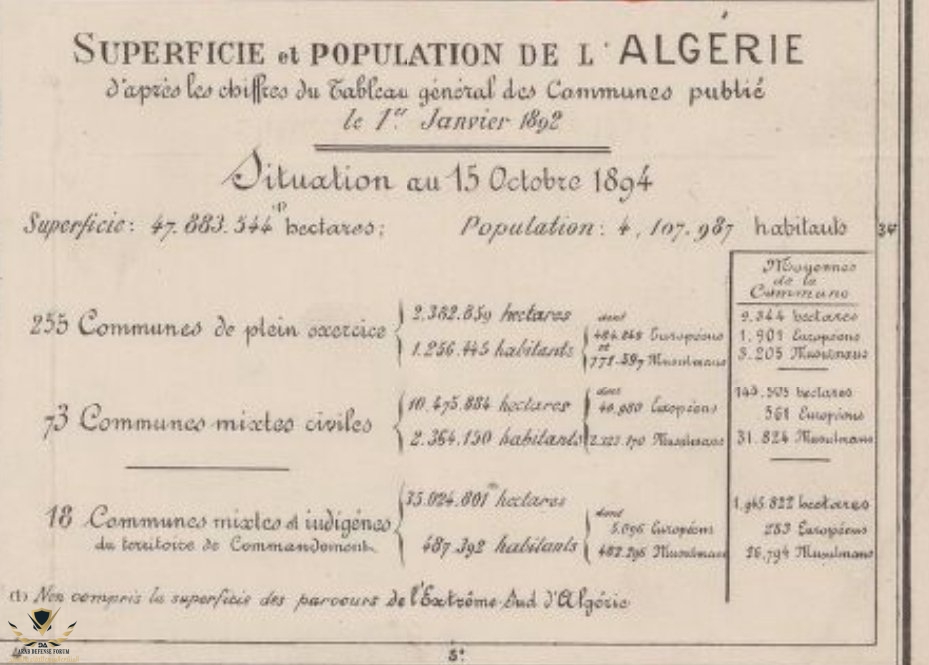 SUPERFICIE et POPULATION DE L'ALGÉRIE
d'après les chiffres du Tableau général des Communes publié
le 1er Janvier 1892
Situation au 15 Octobre 1894
Superficie: 47.883.544 (1) hectares; Population: 4,107.987 habitants
34
Moyennes
de la
Commune
255 Communes de plein exercice
2.382.859 hectares
1.256.445 habitants
dont
484.848 Européens
et
771.597 Musulmans
9.344 hectares
1.901 Européens
3.205 Musulmans
73 Communes mixtes civiles
10.475.884 hectares
2.364.150 habitants
dont
40.980 Européens
2.323.170 Musulmans
143.505 hectares
561 Européens
31.824 Musulmans
18 Communes mixtes et indigènes
du territoire de Commandement
35.024.801 (1) hectares
487.392 habitants
dont
5.096 Européens
482.296 Musulmans
1.945.822 hectares
283 Européens
26,794 Musulmans
(1) Non compris la superficie des parcours de l'Extrême-Sud d'Algérie
ARAB DEFENSE FORUM
5°